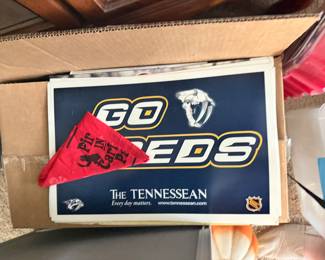 GO
EDS
THE TENNESSEAN
Every day matters. www.tennessean.com